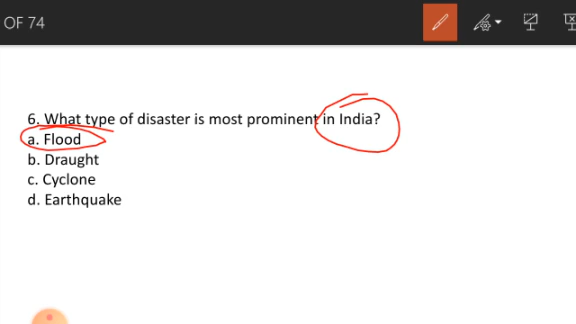 OF 74
6. What type of disaster is most prominent in India?
a. Flood
b. Draught
c. Cyclone
d. Earthquake